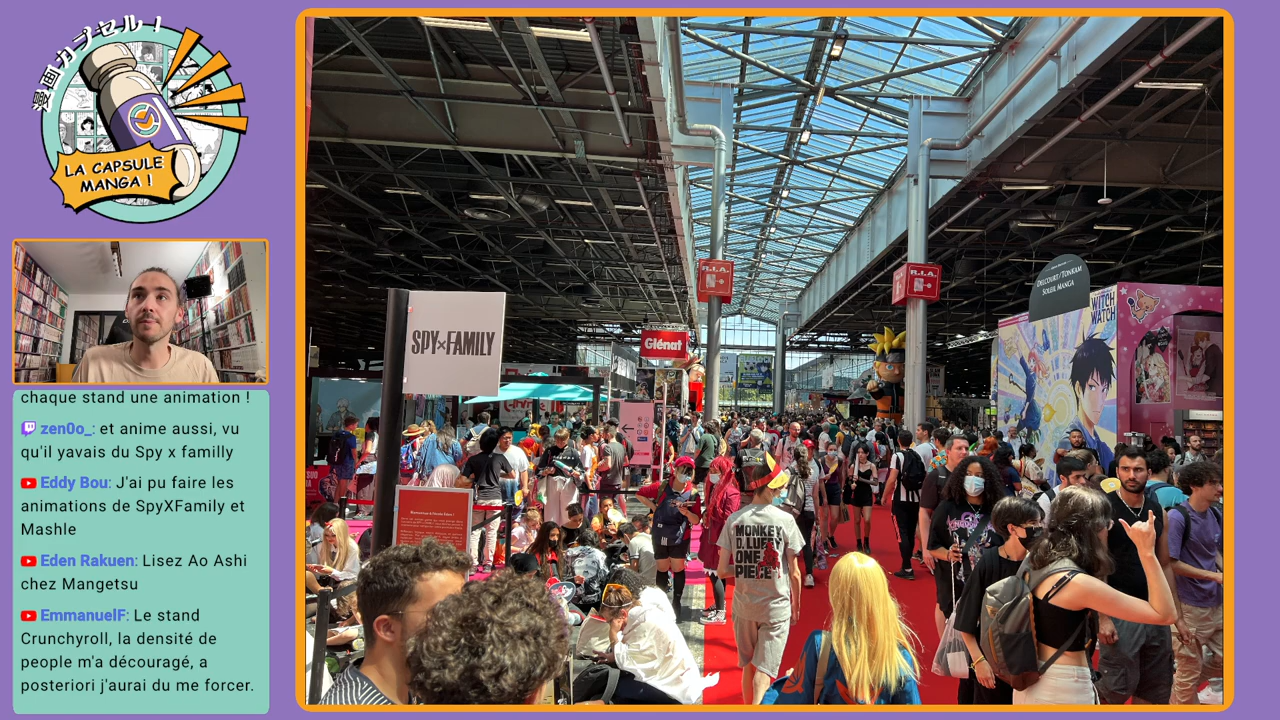 漫画カプセル!
LA CAPSULE
MANGA !
chaque stand une animation !
zen0o_: et anime aussi, vu
qu'il yavais du Spy x familly
Eddy Bou: J'ai pu faire les
animations de SpyXFamily et
Mashle
Eden Rakuen: Lisez Ao Ashi
chez Mangetsu
EmmanuelF: Le stand
Crunchyroll, la densité de
people m'a découragé, a
posteriori j'aurai du me forcer.
SPY×FAMILY
Glénat
R.I.A.
R.I.A.
DELCOURT/TONKAM
SOLEIL MANGA
WITCH
WATCH
MONKEY
D. LUFFY
ONE
PIECE